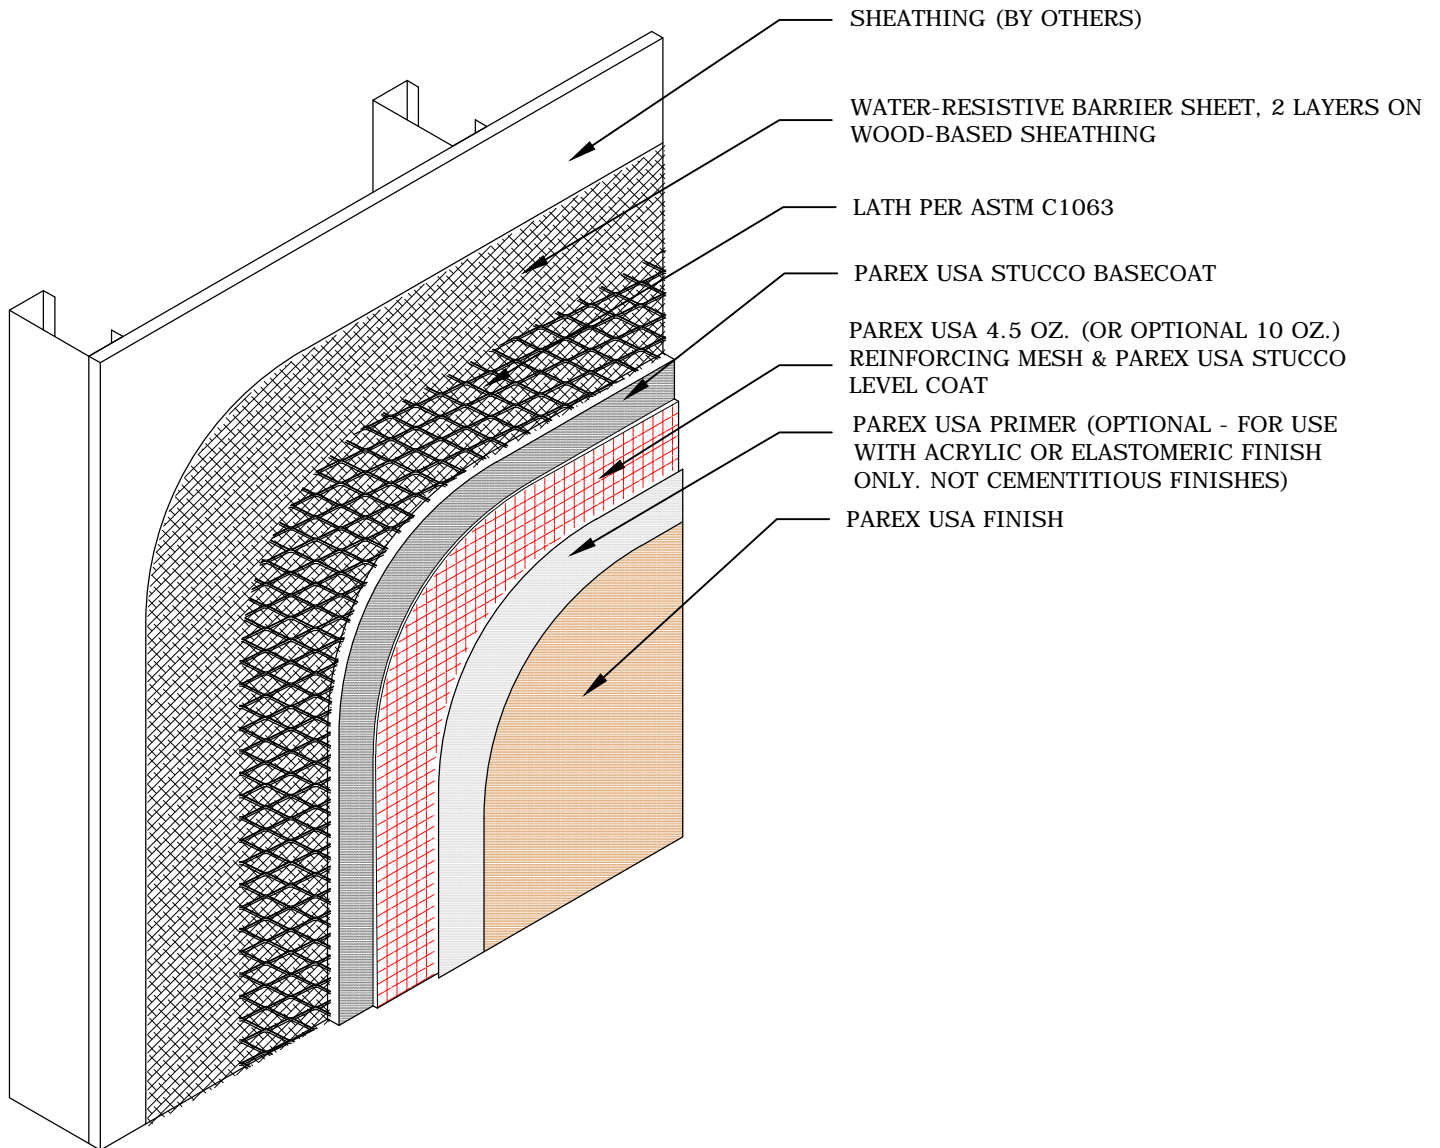 SHEATHING (BY OTHERS)
WATER-RESISTIVE BARRIER SHEET, 2 LAYERS ON
WOOD-BASED SHEATHING
LATH PER ASTM C1063
PAREX USA STUCCO BASECOAT
PAREX USA 4.5 OZ. (OR OPTIONAL 10 OZ.)
REINFORCING MESH & PAREX USA STUCCO
LEVEL COAT
PAREX USA PRIMER (OPTIONAL - FOR USE
WITH ACRYLIC OR ELASTOMERIC FINISH
ONLY. NOT CEMENTITIOUS FINISHES)
PAREX USA FINISH